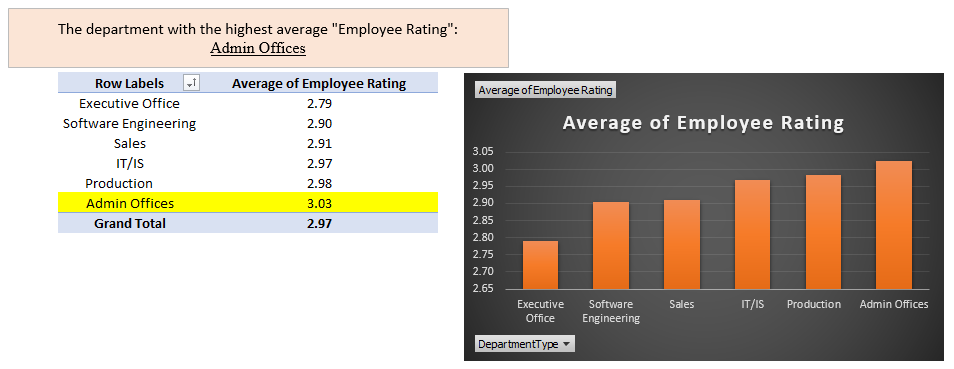 The department with the highest average "Employee Rating":
Admin Offices
Row Labels Average of Employee Rating
Executive Office 2.79
Software Engineering 2.90
Sales 2.91
IT/IS 2.97
Production 2.98
Admin Offices 3.03
Grand Total 2.97
Average of Employee Rating
Average of Employee Rating
3.05
3.00
2.95
2.90
2.85
2.80
2.75
2.70
2.65
Executive Office
Software Engineering
Sales
IT/IS
Production
Admin Offices
DepartmentType